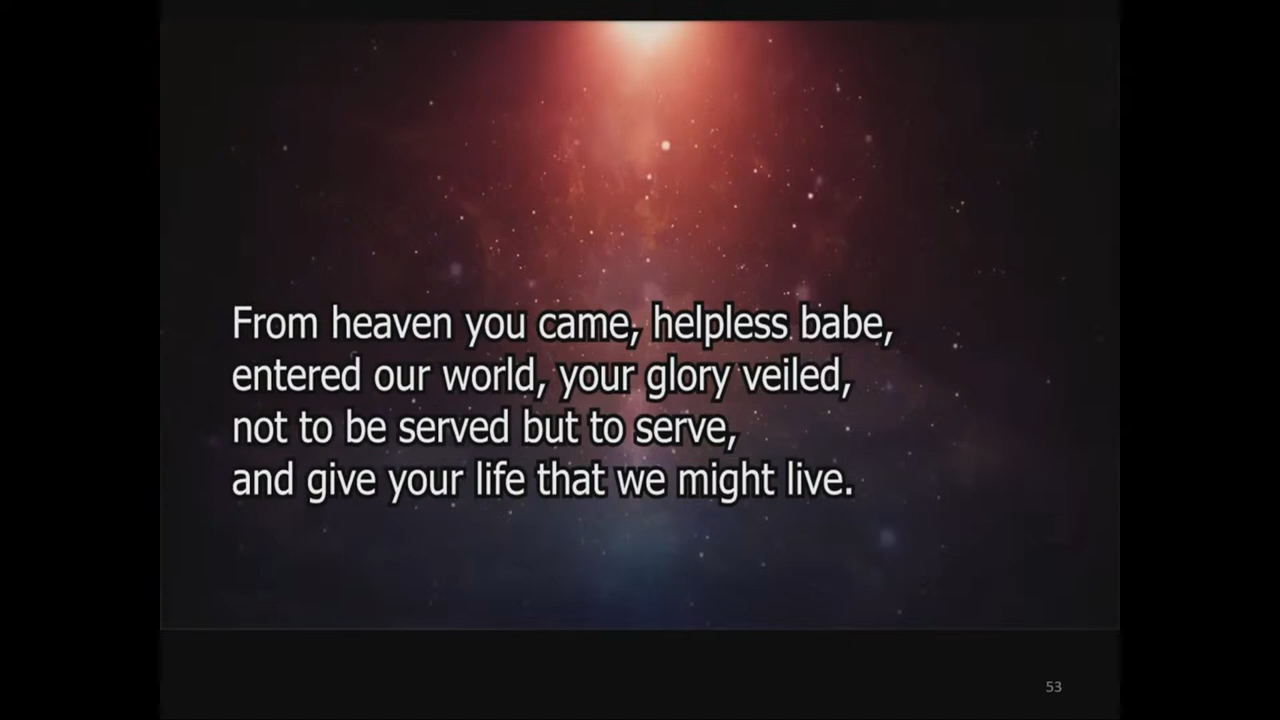 From heaven you came, helpless babe,
entered our world, your glory veiled,
not to be served but to serve,
and give your life that we might live.
53